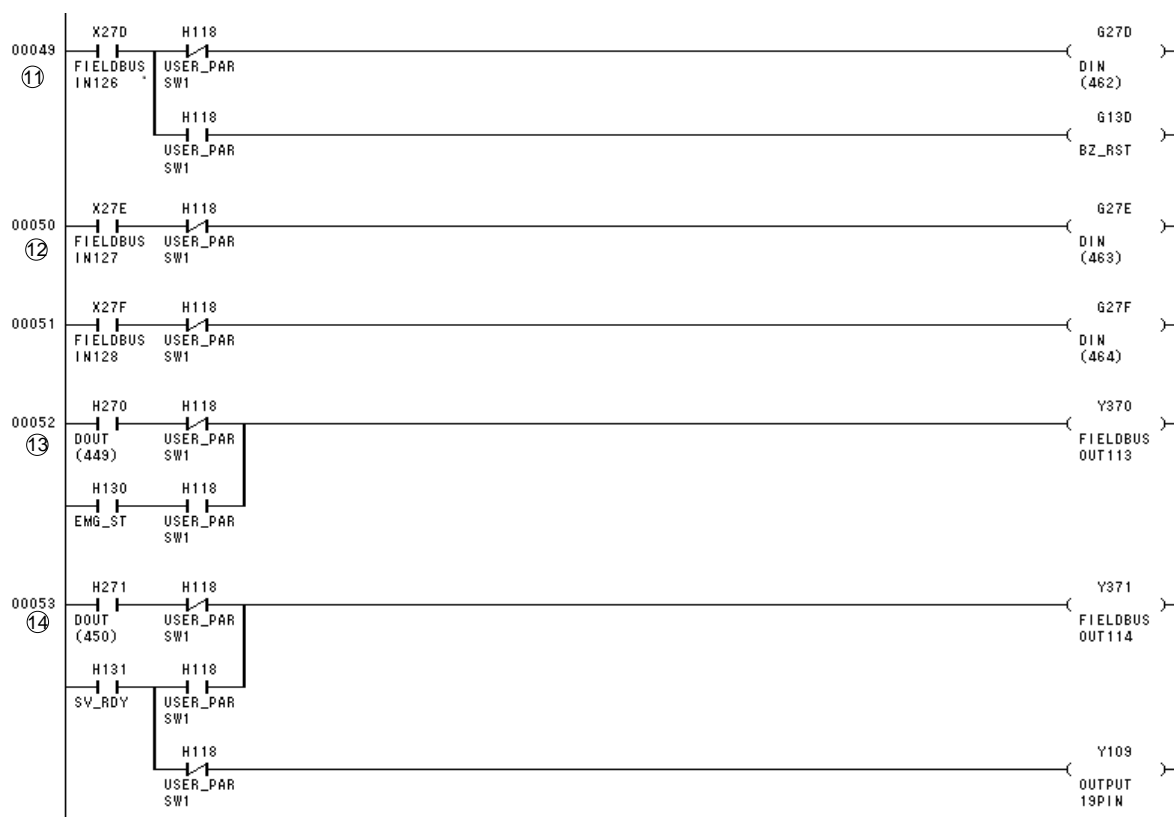 X27D H118 G27D
00049
⑪ FIELDBUS USER_PAR DIN
IN126 SW1 (462)
H118 G13D
USER_PAR BZ_RST
SW1
X27E H118 G27E
00050
⑫ FIELDBUS USER_PAR DIN
IN127 SW1 (463)
X27F H118 G27F
00051
FIELDBUS USER_PAR DIN
IN128 SW1 (464)
H270 H118 Y370
00052
⑬ DOUT USER_PAR FIELDBUS
(449) SW1 OUT113
H130 H118
EMG_ST USER_PAR
SW1
H271 H118 Y371
00053
⑭ DOUT USER_PAR FIELDBUS
(450) SW1 OUT114
H131 H118
SV_RDY USER_PAR
SW1
H118 Y109
USER_PAR OUTPUT
SW1 19PIN